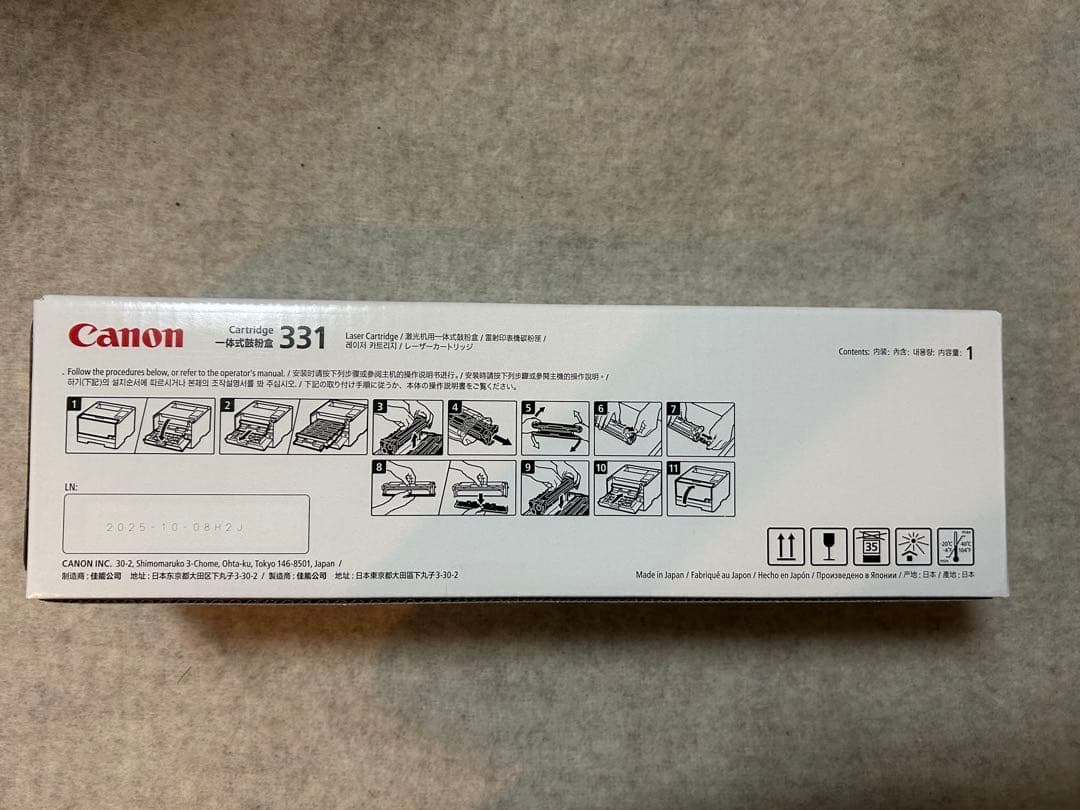 Canon
Cartridge
一体式鼓粉盒 331
Laser Cartridge / 激光机用一体式鼓粉盒 / 雷射印表機碳粉匣 /
레이저 카트리지 / レーザーカートリッジ
Contents: 内装: 內含: 내용량: 内容量: 1
. Follow the procedures below, or refer to the operator's manual. / 安装时请按下列步骤或参阅主机的操作说明书进行。/ 安裝時請按下列步驟或參閱主機的操作說明。/
하기(下記)의 설치순서에 따르시거나 본체의 조작설명서를 봐 주십시오. / 下記の取り付け手順に従うか、本体の操作説明書をご覧ください。
1 2 3 4 5 6 7
8 9 10 11
LN:
2025-10-08H2J
35
-20°C
-4°F
min
max
40°C
104°F
CANON INC. 30-2, Shimomaruko 3-Chome, Ohta-ku, Tokyo 146-8501, Japan /
制造商 : 佳能公司 地址 : 日本东京都大田区下丸子3-30-2 / 製造商 : 佳能公司 地址 : 日本東京都大田區下丸子3-30-2
Made in Japan / Fabriqué au Japon / Hecho en Japón / Произведено в Японии / 产地 : 日本 / 產地 : 日本